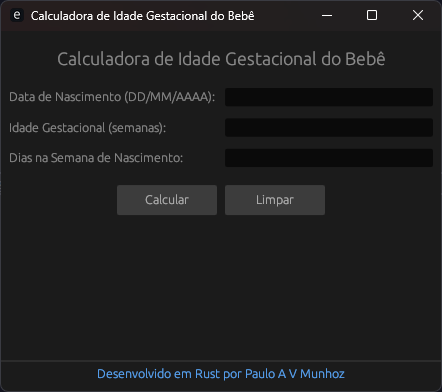 e Calculadora de Idade Gestacional do Bebê
Calculadora de Idade Gestacional do Bebê
Data de Nascimento (DD/MM/AAAA):
Idade Gestacional (semanas):
Dias na Semana de Nascimento:
Calcular Limpar
Desenvolvido em Rust por Paulo A V Munhoz